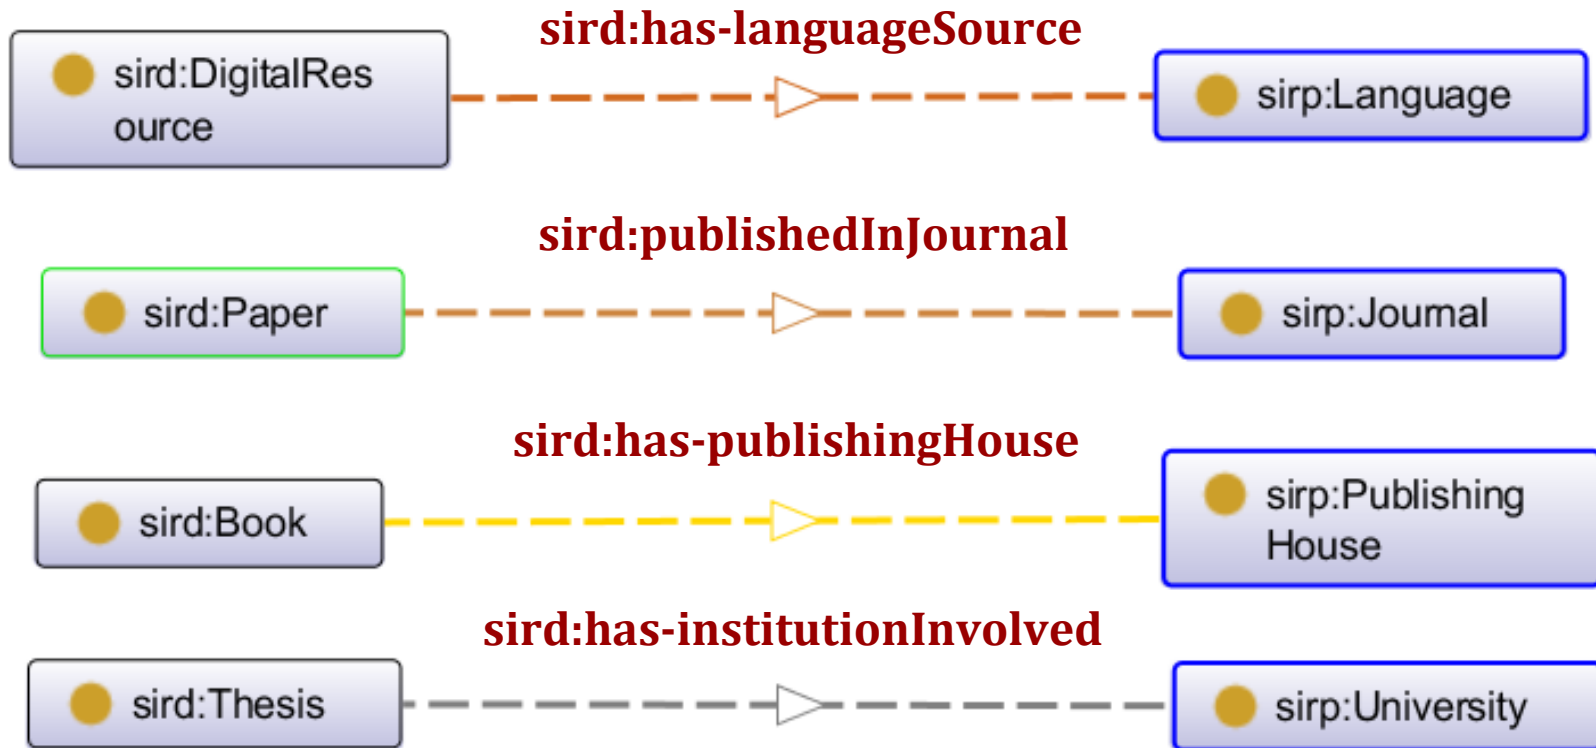 sird:has-languageSource
sird:DigitalRes
ource
sirp:Language
sird:publishedInJournal
sird:Paper
sirp:Journal
sird:has-publishingHouse
sird:Book
sirp:Publishing
House
sird:has-institutionInvolved
sird:Thesis
sirp:University